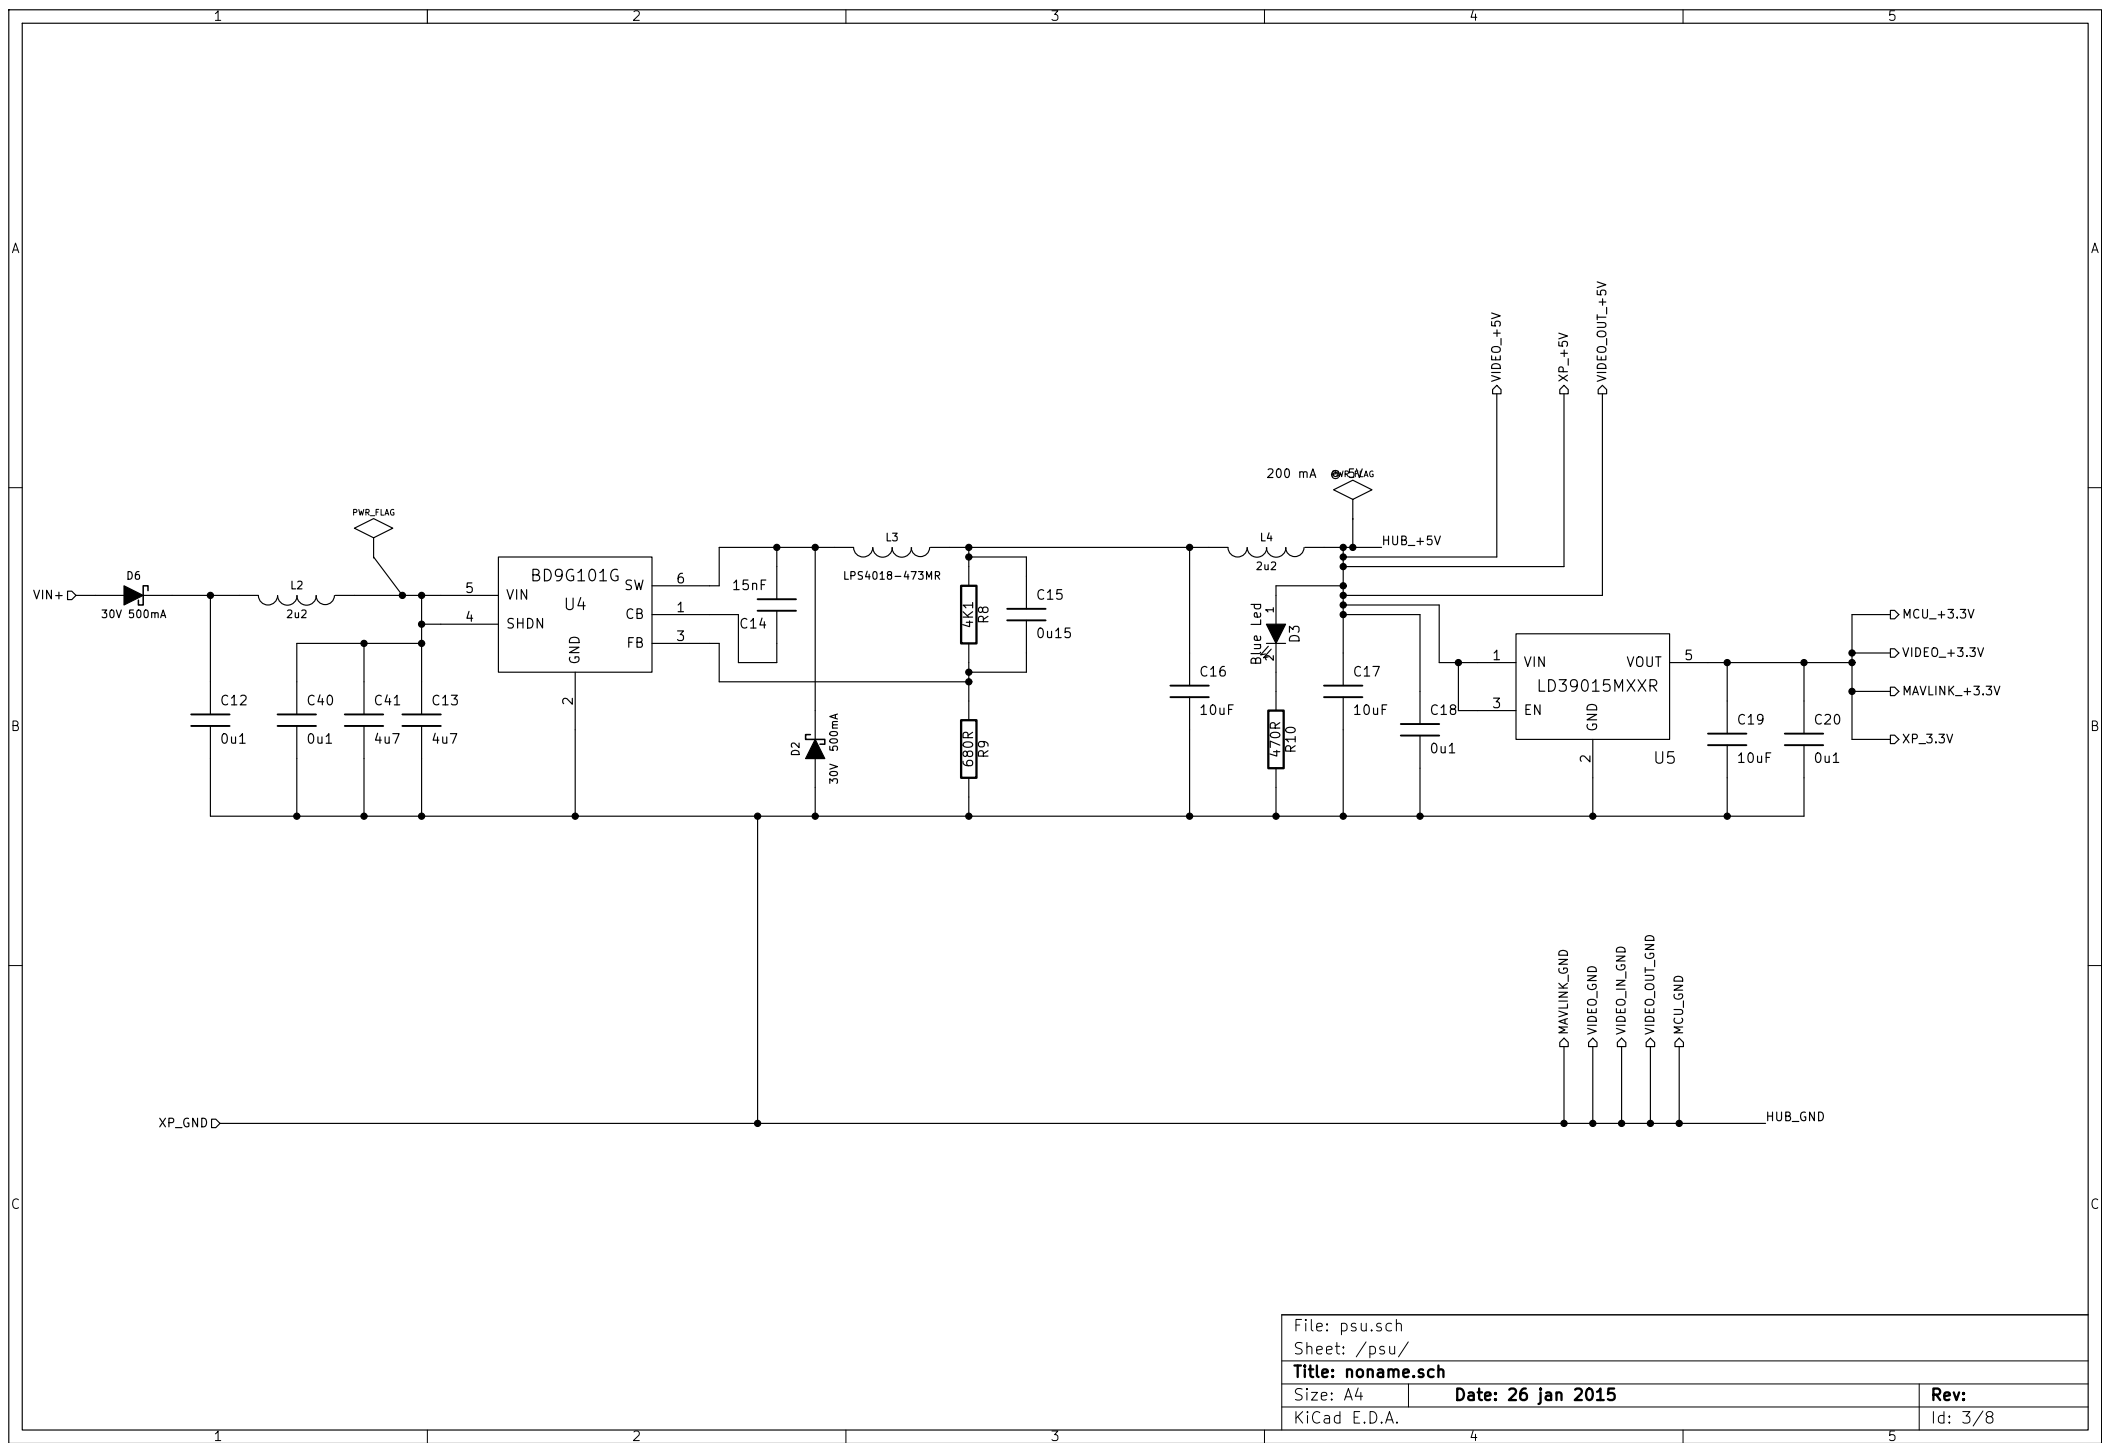 1 2 3 4 5
A A
VIDEO_+5V
XP_+5V
VIDEO_OUT_+5V
200 mA @ 5V
PWR_FLAG
PWR_FLAG
HUB_+5V
L3
LPS4018-473MR
L4
2u2
D6
30V 500mA
VIN+
L2
2u2
BD9G101G
U4
VIN
SHDN
GND
SW
CB
FB
5
4
2
6
1
3
15nF
C14
4K1
R8
C15
0u15
Blue Led
1
2
D3
MCU_+3.3V
VIDEO_+3.3V
MAVLINK_+3.3V
XP_3.3V
C12
0u1
C40
0u1
C41
4u7
C13
4u7
D2
30V 500mA
680R
R9
C16
10uF
470R
R10
C17
10uF
C18
0u1
VIN
VOUT
LD39015MXXR
EN
GND
U5
1
3
2
5
C19
10uF
C20
0u1
B B
MAVLINK_GND
VIDEO_GND
VIDEO_IN_GND
VIDEO_OUT_GND
MCU_GND
XP_GND
HUB_GND
C C
File: psu.sch
Sheet: /psu/
Title: noname.sch
Size: A4 Date: 26 jan 2015 Rev:
KiCad E.D.A. Id: 3/8
1 2 3 4 5